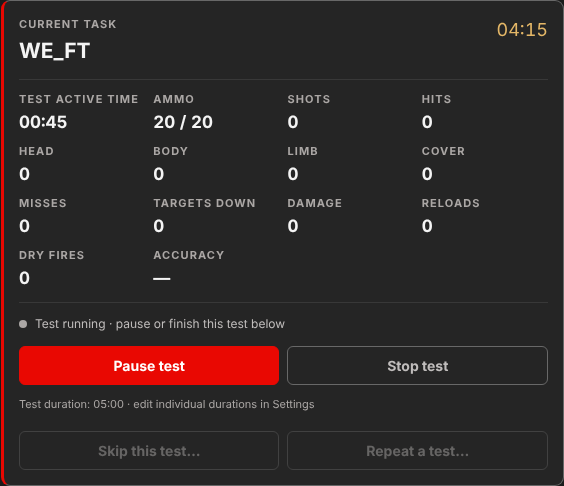 CURRENT TASK
04:15
WE_FT
TEST ACTIVE TIME AMMO SHOTS HITS
00:45 20 / 20 0 0
HEAD BODY LIMB COVER
0 0 0 0
MISSES TARGETS DOWN DAMAGE RELOADS
0 0 0 0
DRY FIRES ACCURACY
0 —
Test running · pause or finish this test below
Pause test Stop test
Test duration: 05:00 · edit individual durations in Settings
Skip this test... Repeat a test...